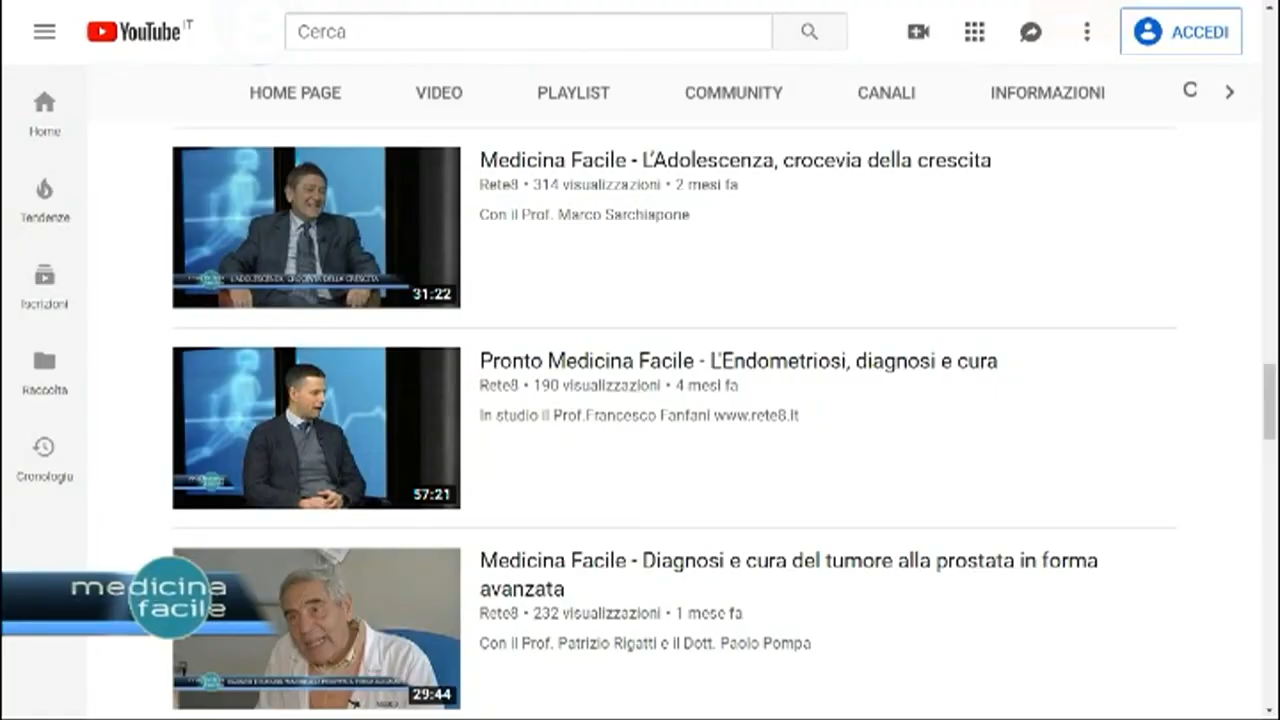 YouTube IT
Cerca
ACCEDI
HOME PAGE VIDEO PLAYLIST COMMUNITY CANALI INFORMAZIONI
Home
Tendenze
Iscrizioni
Raccolta
Cronologia
Medicina Facile - L'Adolescenza, crocevia della crescita
Rete8 • 314 visualizzazioni • 2 mesi fa
Con il Prof. Marco Sarchiapone
L'ADOLESCENZA, CROCEVIA DELLA CRESCITA
31:22
Pronto Medicina Facile - L'Endometriosi, diagnosi e cura
Rete8 • 190 visualizzazioni • 4 mesi fa
In studio il Prof.Francesco Fanfani www.rete8.it
57:21
Medicina Facile - Diagnosi e cura del tumore alla prostata in forma
avanzata
Rete8 • 232 visualizzazioni • 1 mese fa
Con il Prof. Patrizio Rigatti e il Dott. Paolo Pompa
29:44
medicina
facile